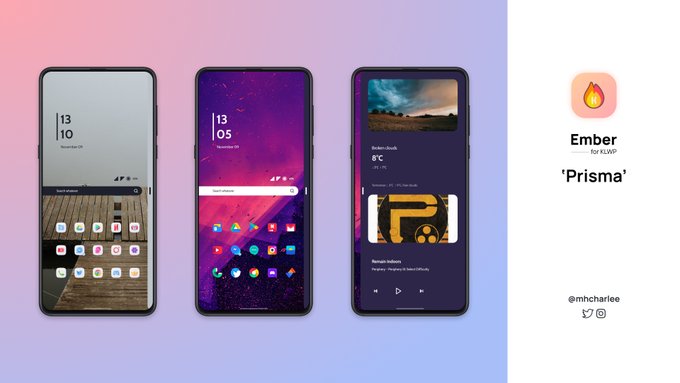 13
10
November 09
Search whatever
13
05
November 09
Search whatever
Broken clouds
8°C
Remain Indoors
Periphery - Periphery III: Select Difficulty
Ember
for KLWP
‘Prisma’
@mhcharlee